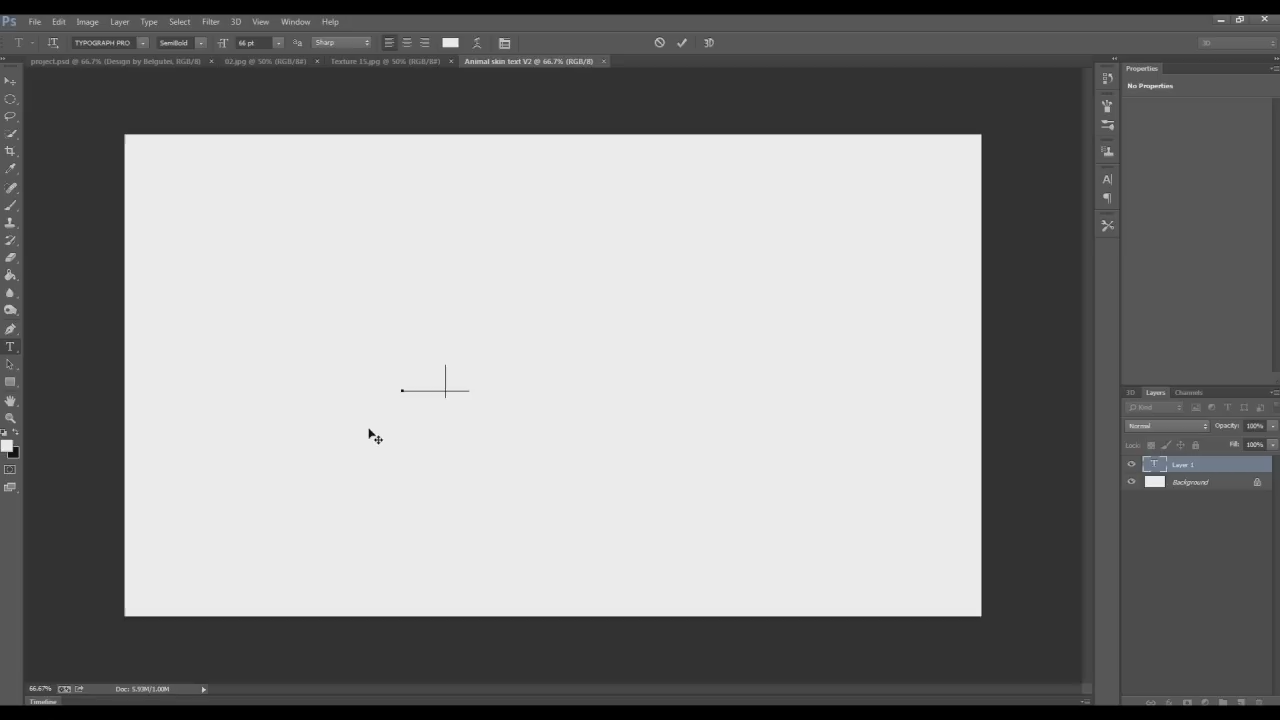 Ps File Edit Image Layer Type Select Filter 3D View Window Help
T TYPOGRAPH PRO SemiBold 66 pt aa Sharp 3D 3D
project.psd @ 66.7% (Design by Belgutei, RGB/8) × 02.jpg @ 50% (RGB/8#) × Texture 15.jpg @ 50% (RGB/8#) × Animal skin text V2 @ 66.7% (RGB/8) ×
Properties
No Properties
3D Layers Channels
Kind
Normal Opacity: 100%
Lock: Fill: 100%
T Layer 1
Background
66.67% Doc: 5.93M/1.00M
Timeline